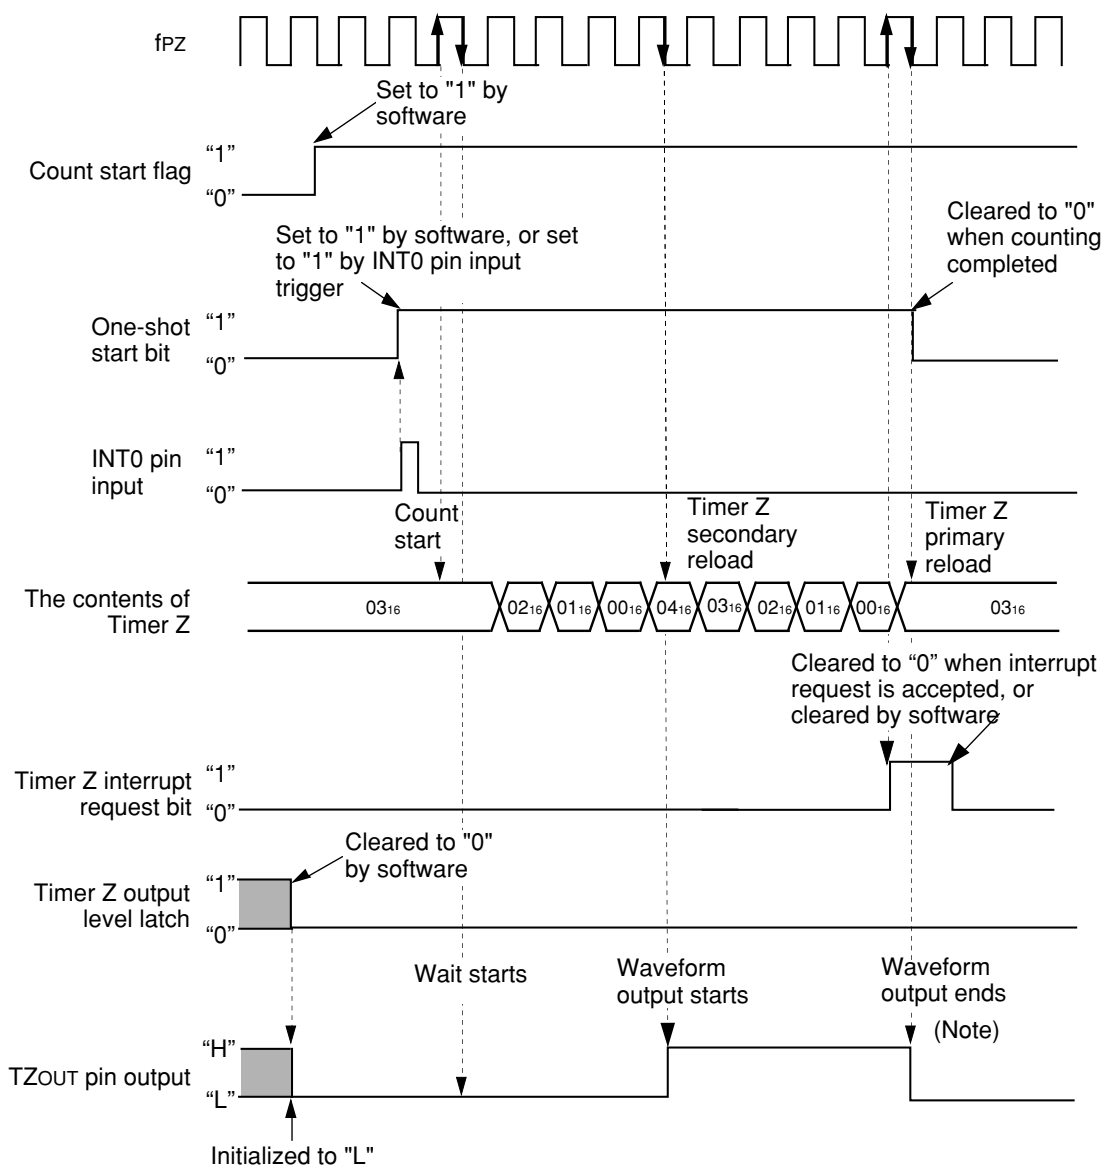 fPZ
Set to "1" by
software
Count start flag
“1”
“0”
Set to "1" by software, or set
to "1" by INT0 pin input
trigger
Cleared to "0"
when counting
completed
One-shot
start bit
“1”
“0”
INT0 pin
input
“1”
“0”
Count
start
Timer Z
secondary
reload
Timer Z
primary
reload
The contents of
Timer Z
0316 0216 0116 0016 0416 0316 0216 0116 0016 0316
Cleared to “0” when interrupt
request is accepted, or
cleared by software
Timer Z interrupt
request bit
“1”
“0”
Cleared to "0"
by software
Timer Z output
level latch
“1”
“0”
Wait starts
Waveform
output starts
Waveform
output ends
(Note)
TZOUT pin output
“H”
“L”
Initialized to "L"